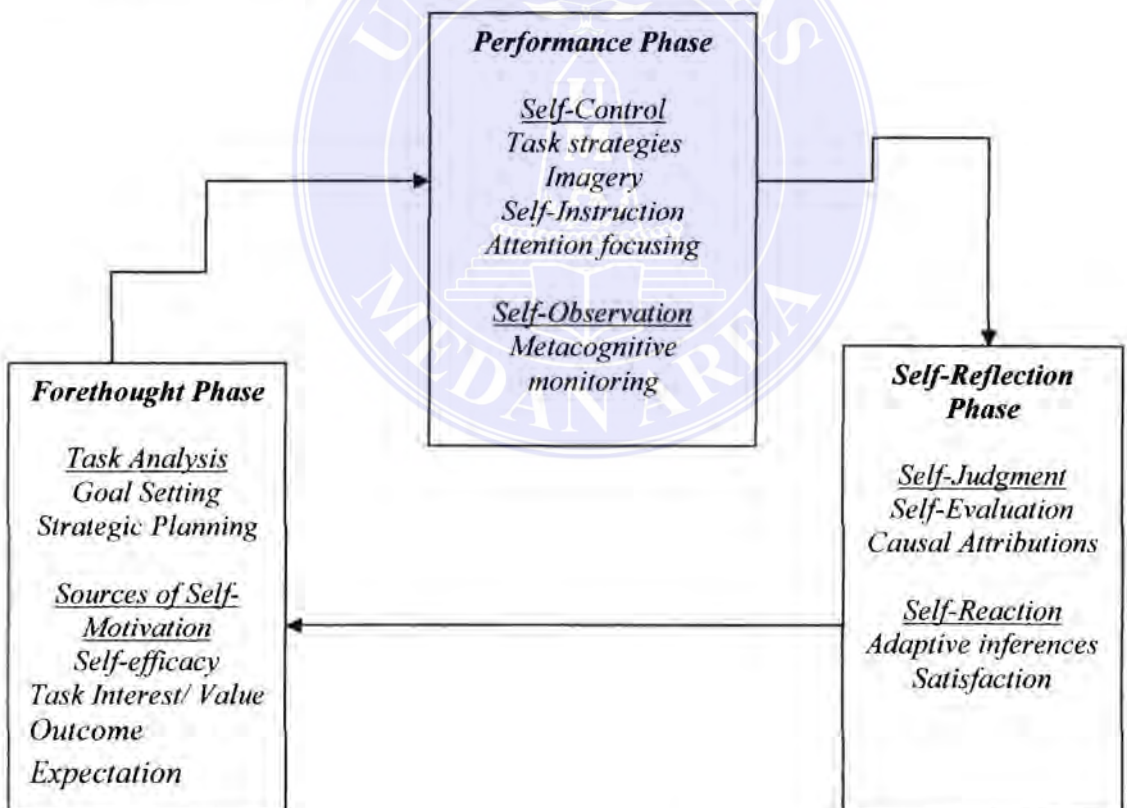 Performance Phase
Self-Control
Task strategies
Imagery
Self-Instruction
Attention focusing
Self-Observation
Metacognitive
monitoring
Forethought Phase
Task Analysis
Goal Setting
Strategic Planning
Sources of Self-
Motivation
Self-efficacy
Task Interest/ Value
Outcome
Expectation
Self-Reflection
Phase
Self-Judgment
Self-Evaluation
Causal Attributions
Self-Reaction
Adaptive inferences
Satisfaction
MEDAN AREA